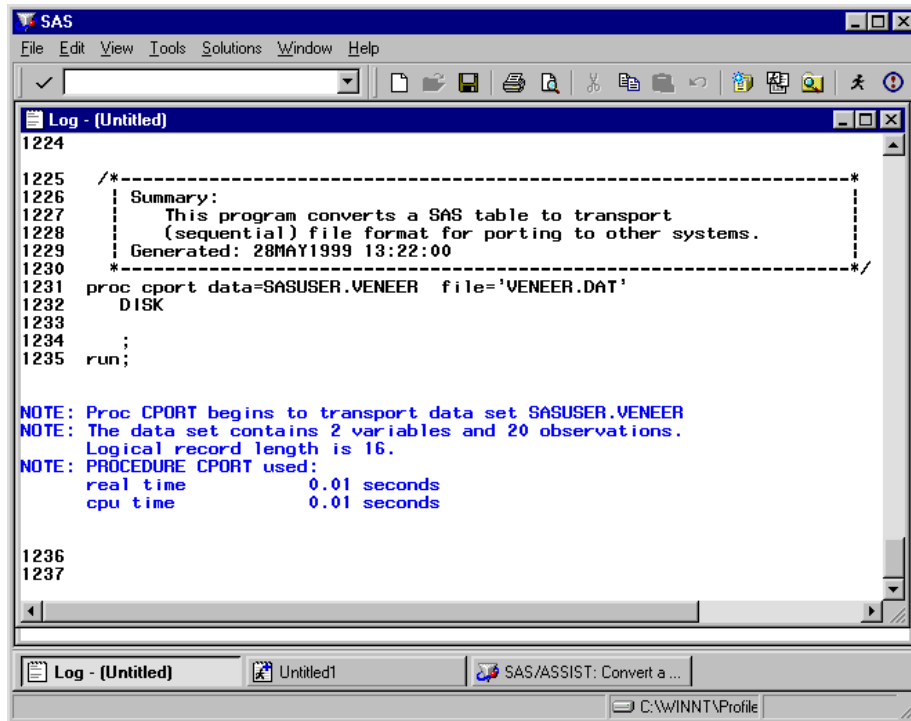 SAS
File Edit View Tools Solutions Window Help
Log - (Untitled)
1224
1225 /*--------------------------------------------------------------------*
1226 | Summary: |
1227 | This program converts a SAS table to transport |
1228 | (sequential) file format for porting to other systems. |
1229 | Generated: 28MAY1999 13:22:00 |
1230 *--------------------------------------------------------------------*/
1231 proc cport data=SASUSER.VENEER file='VENEER.DAT'
1232 DISK
1233
1234 ;
1235 run;
NOTE: Proc CPORT begins to transport data set SASUSER.VENEER
NOTE: The data set contains 2 variables and 20 observations.
Logical record length is 16.
NOTE: PROCEDURE CPORT used:
real time 0.01 seconds
cpu time 0.01 seconds
1236
1237
Log - (Untitled) Untitled1 SAS/ASSIST: Convert a ...
C:\WINNT\Profile